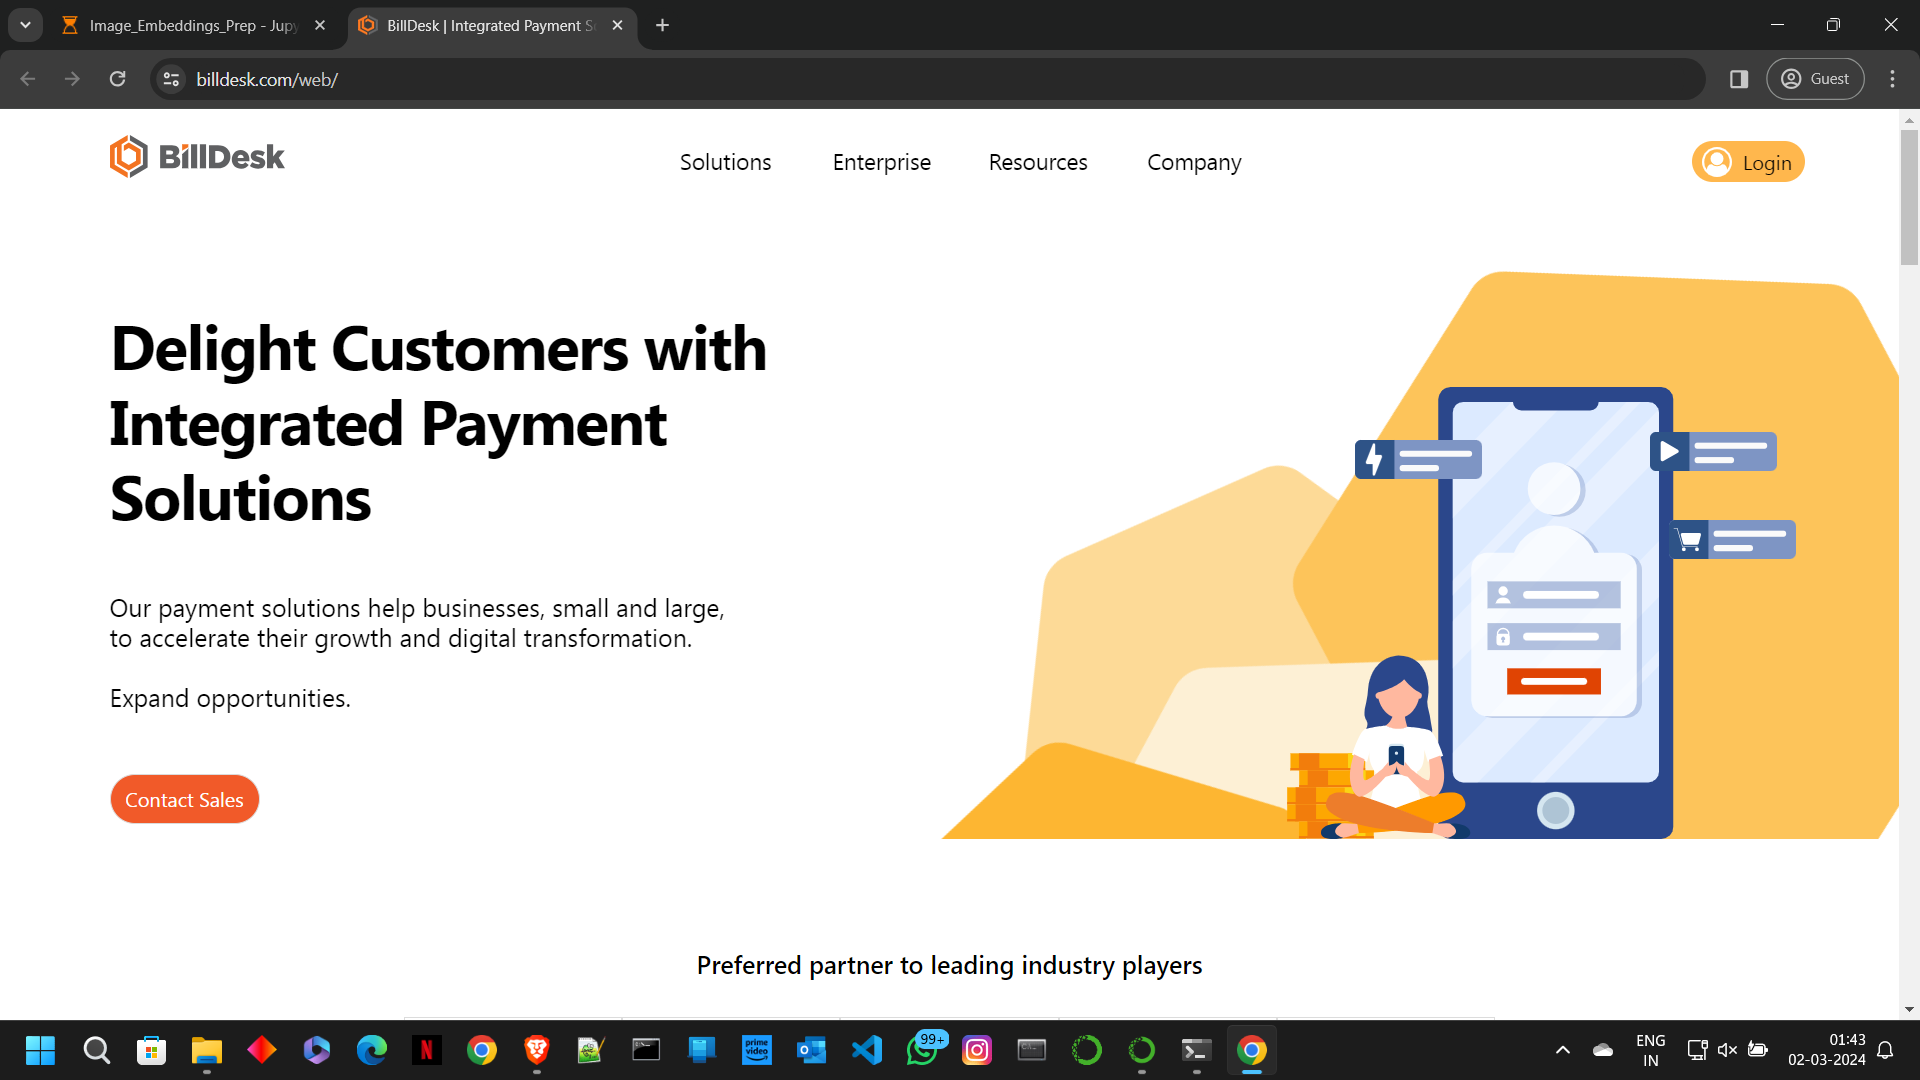 Image_Embeddings_Prep - Jupy
BillDesk | Integrated Payment S
billdesk.com/web/
Guest
BillDesk
Solutions
Enterprise
Resources
Company
Login
Delight Customers with
Integrated Payment
Solutions
Our payment solutions help businesses, small and large,
to accelerate their growth and digital transformation.
Expand opportunities.
Contact Sales
Preferred partner to leading industry players
N
prime
video
99+
ENG
IN
01:43
02-03-2024